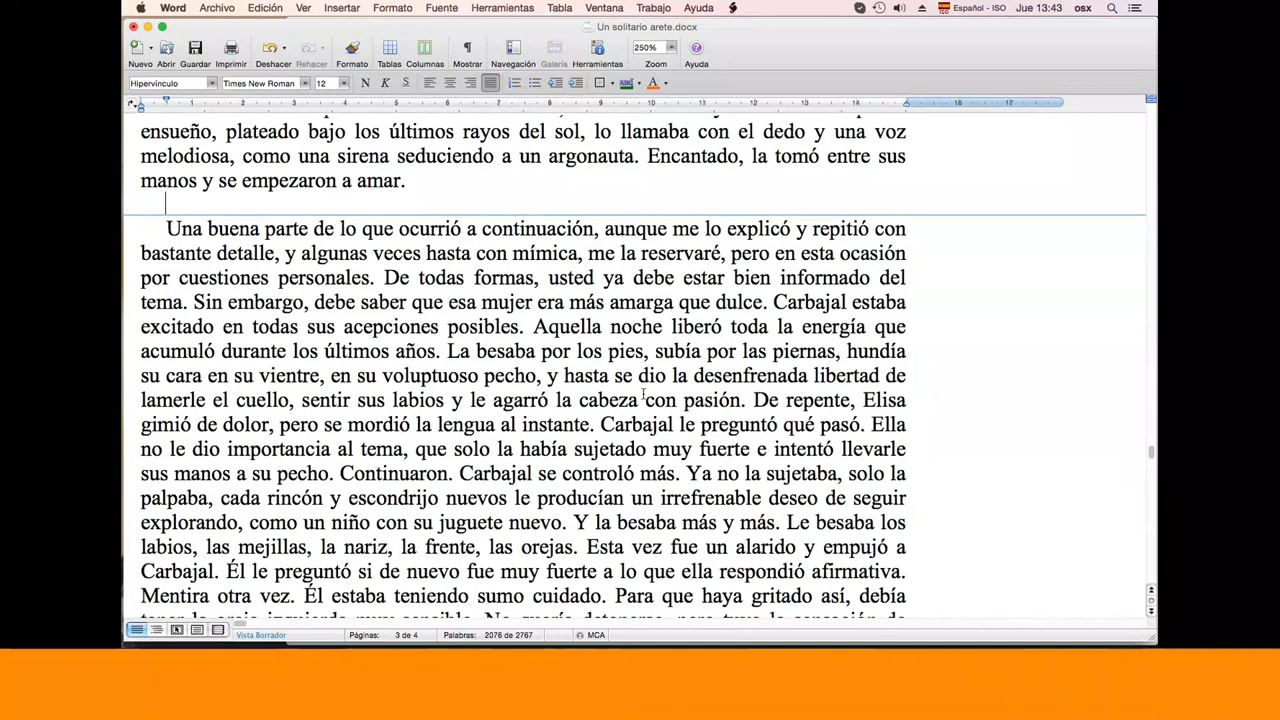 Word Archivo Edición Ver Insertar Formato Fuente Herramientas Tabla Ventana Trabajo Ayuda Español - ISO Jue 13:43 osx
Un solitario arete.docx
250%
Nuevo Abrir Guardar Imprimir Deshacer Rehacer Formato Tablas Columnas Mostrar Navegación Galería Herramientas Zoom Ayuda
Hipervínculo Times New Roman 12 N K S
1 2 3 4 5 6 7 8 9 10 11 12 13 14 16 17
ensueño, plateado bajo los últimos rayos del sol, lo llamaba con el dedo y una voz
melodiosa, como una sirena seduciendo a un argonauta. Encantado, la tomó entre sus
manos y se empezaron a amar.
Una buena parte de lo que ocurrió a continuación, aunque me lo explicó y repitió con
bastante detalle, y algunas veces hasta con mímica, me la reservaré, pero en esta ocasión
por cuestiones personales. De todas formas, usted ya debe estar bien informado del
tema. Sin embargo, debe saber que esa mujer era más amarga que dulce. Carbajal estaba
excitado en todas sus acepciones posibles. Aquella noche liberó toda la energía que
acumuló durante los últimos años. La besaba por los pies, subía por las piernas, hundía
su cara en su vientre, en su voluptuoso pecho, y hasta se dio la desenfrenada libertad de
lamerle el cuello, sentir sus labios y le agarró la cabeza con pasión. De repente, Elisa
gimió de dolor, pero se mordió la lengua al instante. Carbajal le preguntó qué pasó. Ella
no le dio importancia al tema, que solo la había sujetado muy fuerte e intentó llevarle
sus manos a su pecho. Continuaron. Carbajal se controló más. Ya no la sujetaba, solo la
palpaba, cada rincón y escondrijo nuevos le producían un irrefrenable deseo de seguir
explorando, como un niño con su juguete nuevo. Y la besaba más y más. Le besaba los
labios, las mejillas, la nariz, la frente, las orejas. Esta vez fue un alarido y empujó a
Carbajal. Él le preguntó si de nuevo fue muy fuerte a lo que ella respondió afirmativa.
Mentira otra vez. Él estaba teniendo sumo cuidado. Para que haya gritado así, debía
Vista Borrador Páginas: 3 de 4 Palabras: 2076 de 2767 MCA